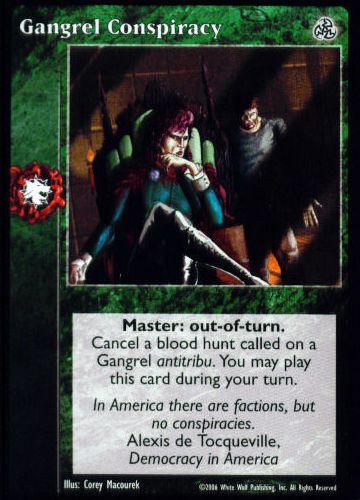 Gangrel Conspiracy
Master: out-of-turn.
Cancel a blood hunt called on a
Gangrel antitribu. You may play
this card during your turn.
In America there are factions, but
no conspiracies.
Alexis de Tocqueville,
Democracy in America
Illus: Corey Macourek
©2006 White Wolf Publishing, Inc. All Rights Reserved